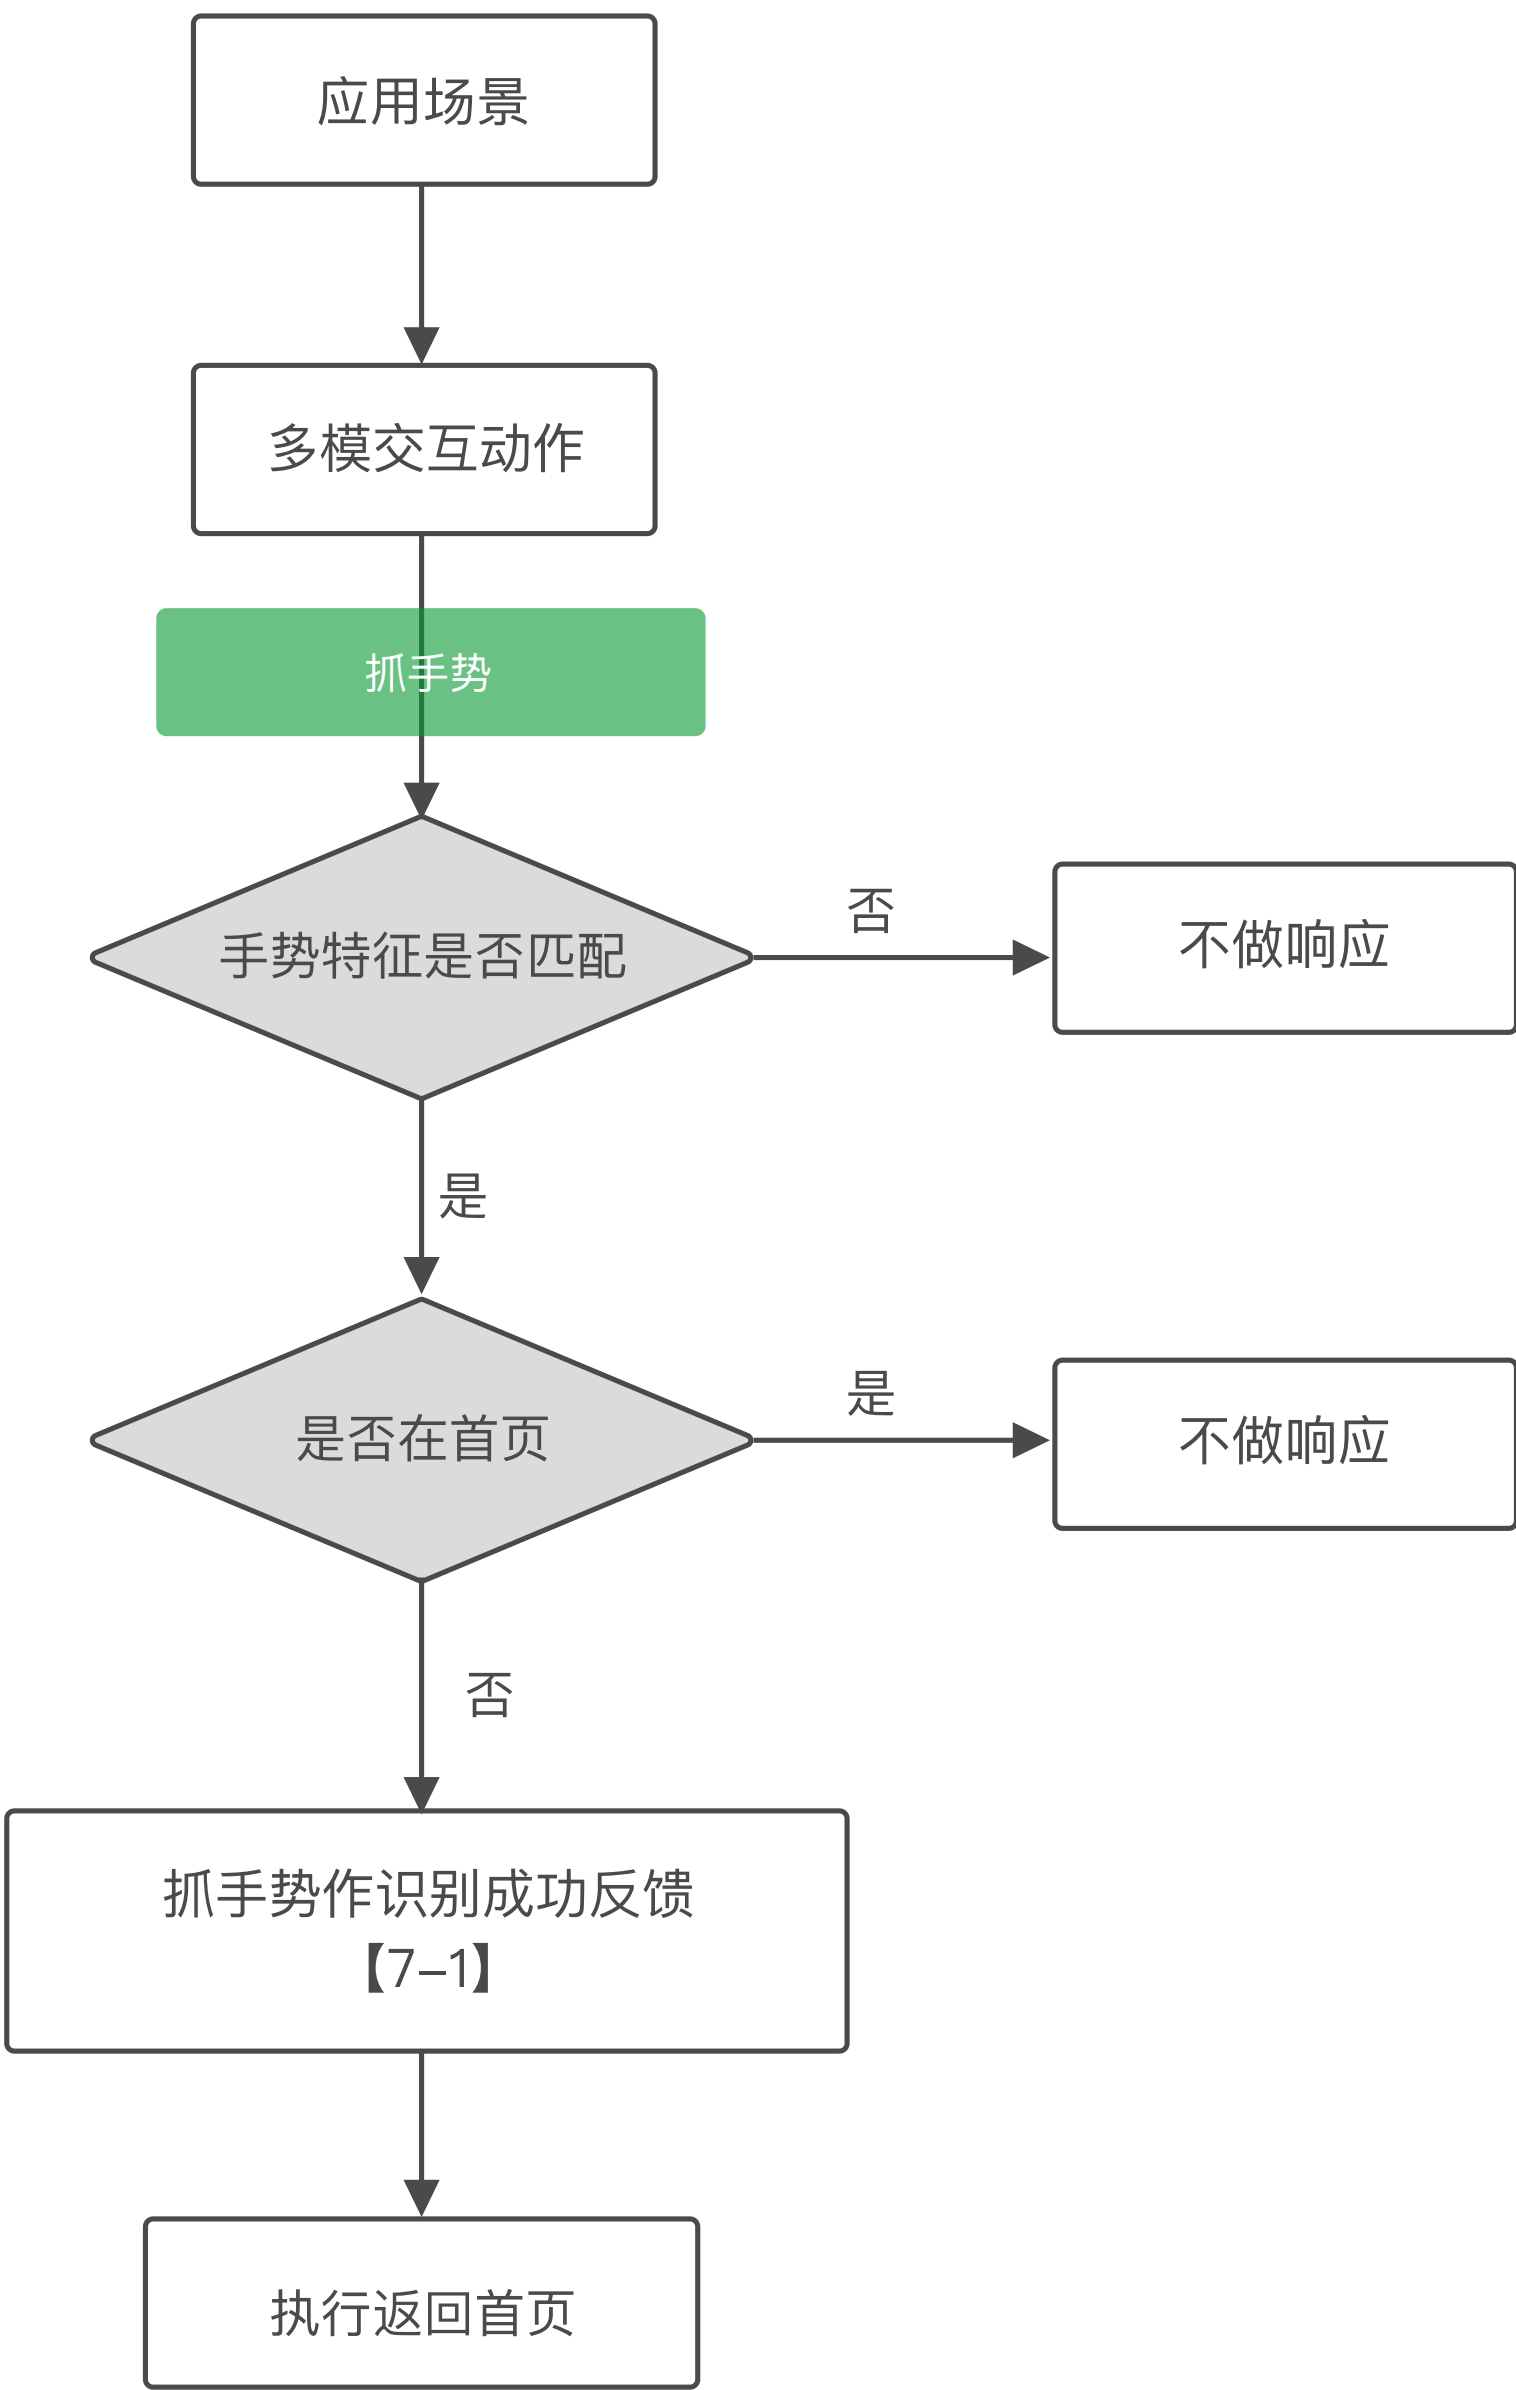 应用场景
多模交互动作
抓手势
手势特征是否匹配
否
不做响应
是
是否在首页
是
不做响应
否
抓手势作识别成功反馈
【7–1】
执行返回首页